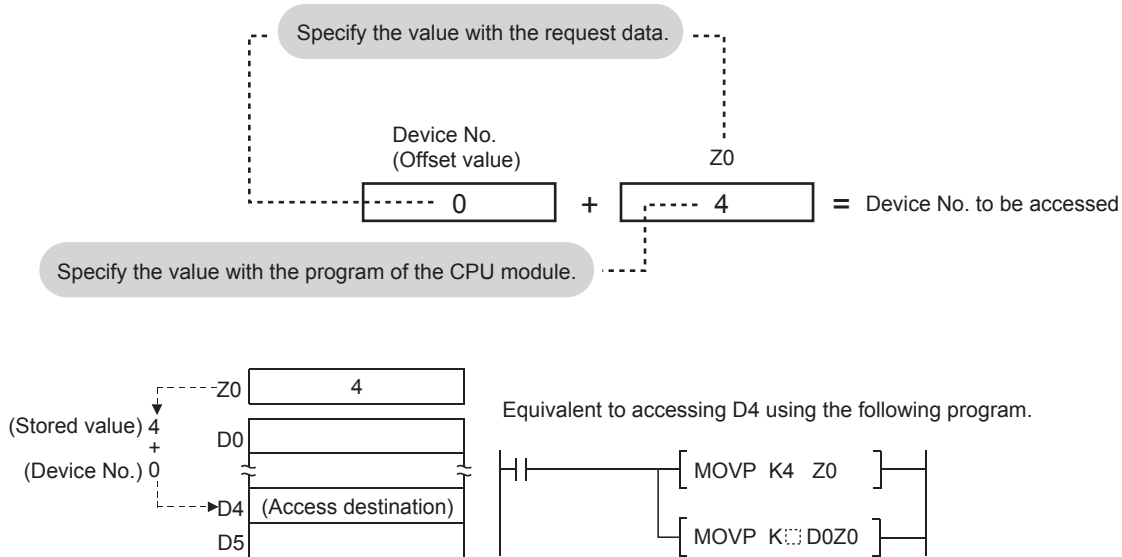 Specify the value with the request data.
Device No.
(Offset value)
Z0
0 + 4 = Device No. to be accessed
Specify the value with the program of the CPU module.
Z0 4
(Stored value) 4
+
(Device No.) 0
D0
D4 (Access destination)
D5
Equivalent to accessing D4 using the following program.
MOVP K4 Z0
MOVP K D0Z0